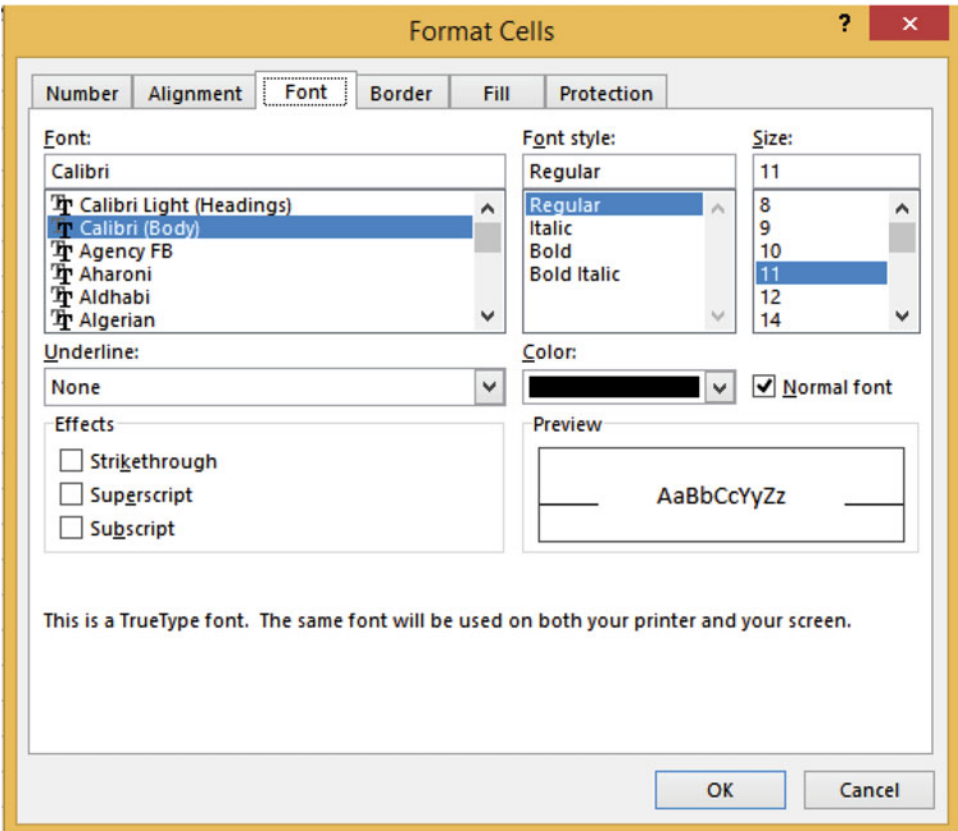 Format Cells
?
Number Alignment Font Border Fill Protection
Font: Font style: Size:
Calibri Regular 11
Calibri Light (Headings) Regular 8
Calibri (Body) Italic 9
Agency FB Bold 10
Aharoni Bold Italic 11
Aldhabi 12
Algerian 14
Underline: Color:
None Normal font
Effects Preview
Strikethrough
Superscript AaBbCcYyZz
Subscript
This is a TrueType font. The same font will be used on both your printer and your screen.
OK Cancel